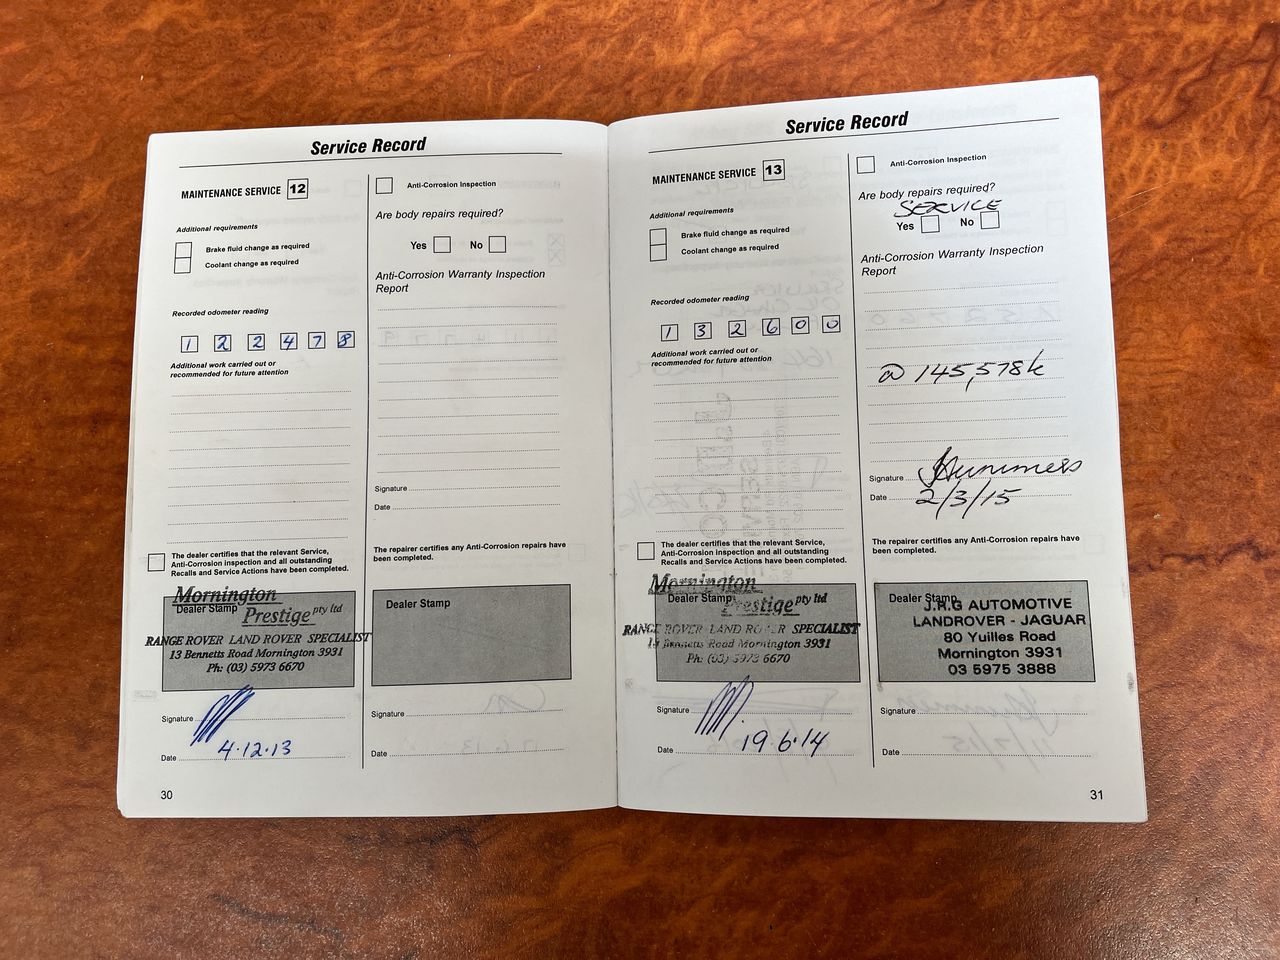 Service Record
MAINTENANCE SERVICE 12
Additional requirements
Brake fluid change as required
Coolant change as required
Recorded odometer reading
1 2 2 4 7 8
Additional work carried out or
recommended for future attention
The dealer certifies that the relevant Service,
Anti-Corrosion inspection and all outstanding
Recalls and Service Actions have been completed.
Mornington
Dealer Stamp
Prestige pty ltd
RANGE ROVER LAND ROVER SPECIALIST
13 Bennetts Road Mornington 3931
Ph: (03) 5973 6670
Signature
Date 4.12.13
30
Anti-Corrosion Inspection
Are body repairs required?
Yes No
Anti-Corrosion Warranty Inspection
Report
Signature
Date
The repairer certifies any Anti-Corrosion repairs have
been completed.
Dealer Stamp
Signature
Date
Service Record
MAINTENANCE SERVICE 13
Additional requirements
Brake fluid change as required
Coolant change as required
Recorded odometer reading
1 3 2 6 0 0
Additional work carried out or
recommended for future attention
The dealer certifies that the relevant Service,
Anti-Corrosion inspection and all outstanding
Recalls and Service Actions have been completed.
Mornington
Dealer Stamp
Prestige pty ltd
RANGE ROVER LAND ROVER SPECIALIST
13 Bennetts Road Mornington 3931
Ph: (03) 5973 6670
Signature
Date 19.6.14
Anti-Corrosion Inspection
Are body repairs required?
SERVICE
Yes No
Anti-Corrosion Warranty Inspection
Report
@ 145,578k
Signature
Date 2/3/15
The repairer certifies any Anti-Corrosion repairs have
been completed.
Dealer Stamp
J.R.G AUTOMOTIVE
LANDROVER - JAGUAR
80 Yuilles Road
Mornington 3931
03 5975 3888
Signature
Date
31